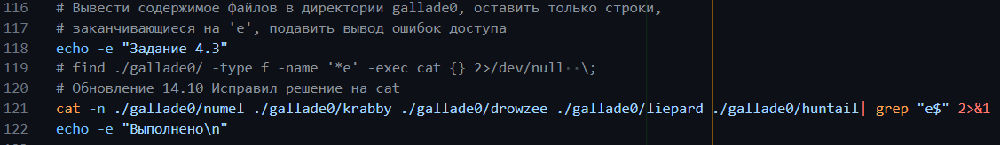 116 # Вывести содержимое файлов в директории gallade0, оставить только строки,
117 # заканчивающиеся на 'e', подавить вывод ошибок доступа
118 echo -e "Задание 4.3"
119 # find ./gallade0/ -type f -name '*e' -exec cat {} 2>/dev/null··\;
120 # Обновление 14.10 Исправил решение на cat
121 cat -n ./gallade0/numel ./gallade0/krabby ./gallade0/drowzee ./gallade0/liepard ./gallade0/huntail| grep "e$" 2>&1
122 echo -e "Выполнено\n"